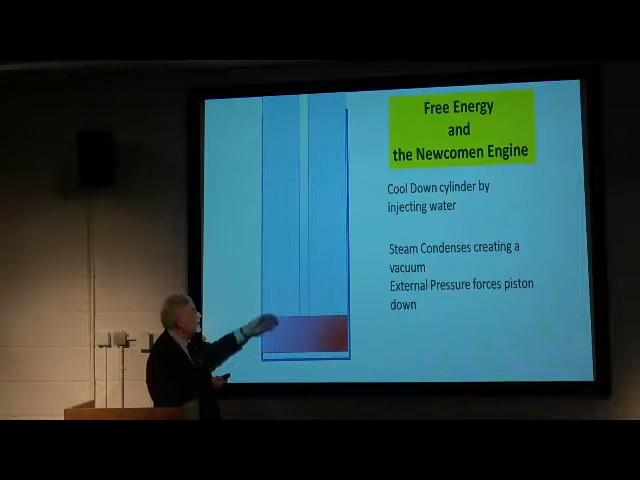 Free Energy
and
the Newcomen Engine
Cool Down cylinder by
injecting water
Steam Condenses creating a
vacuum
External Pressure forces piston
down